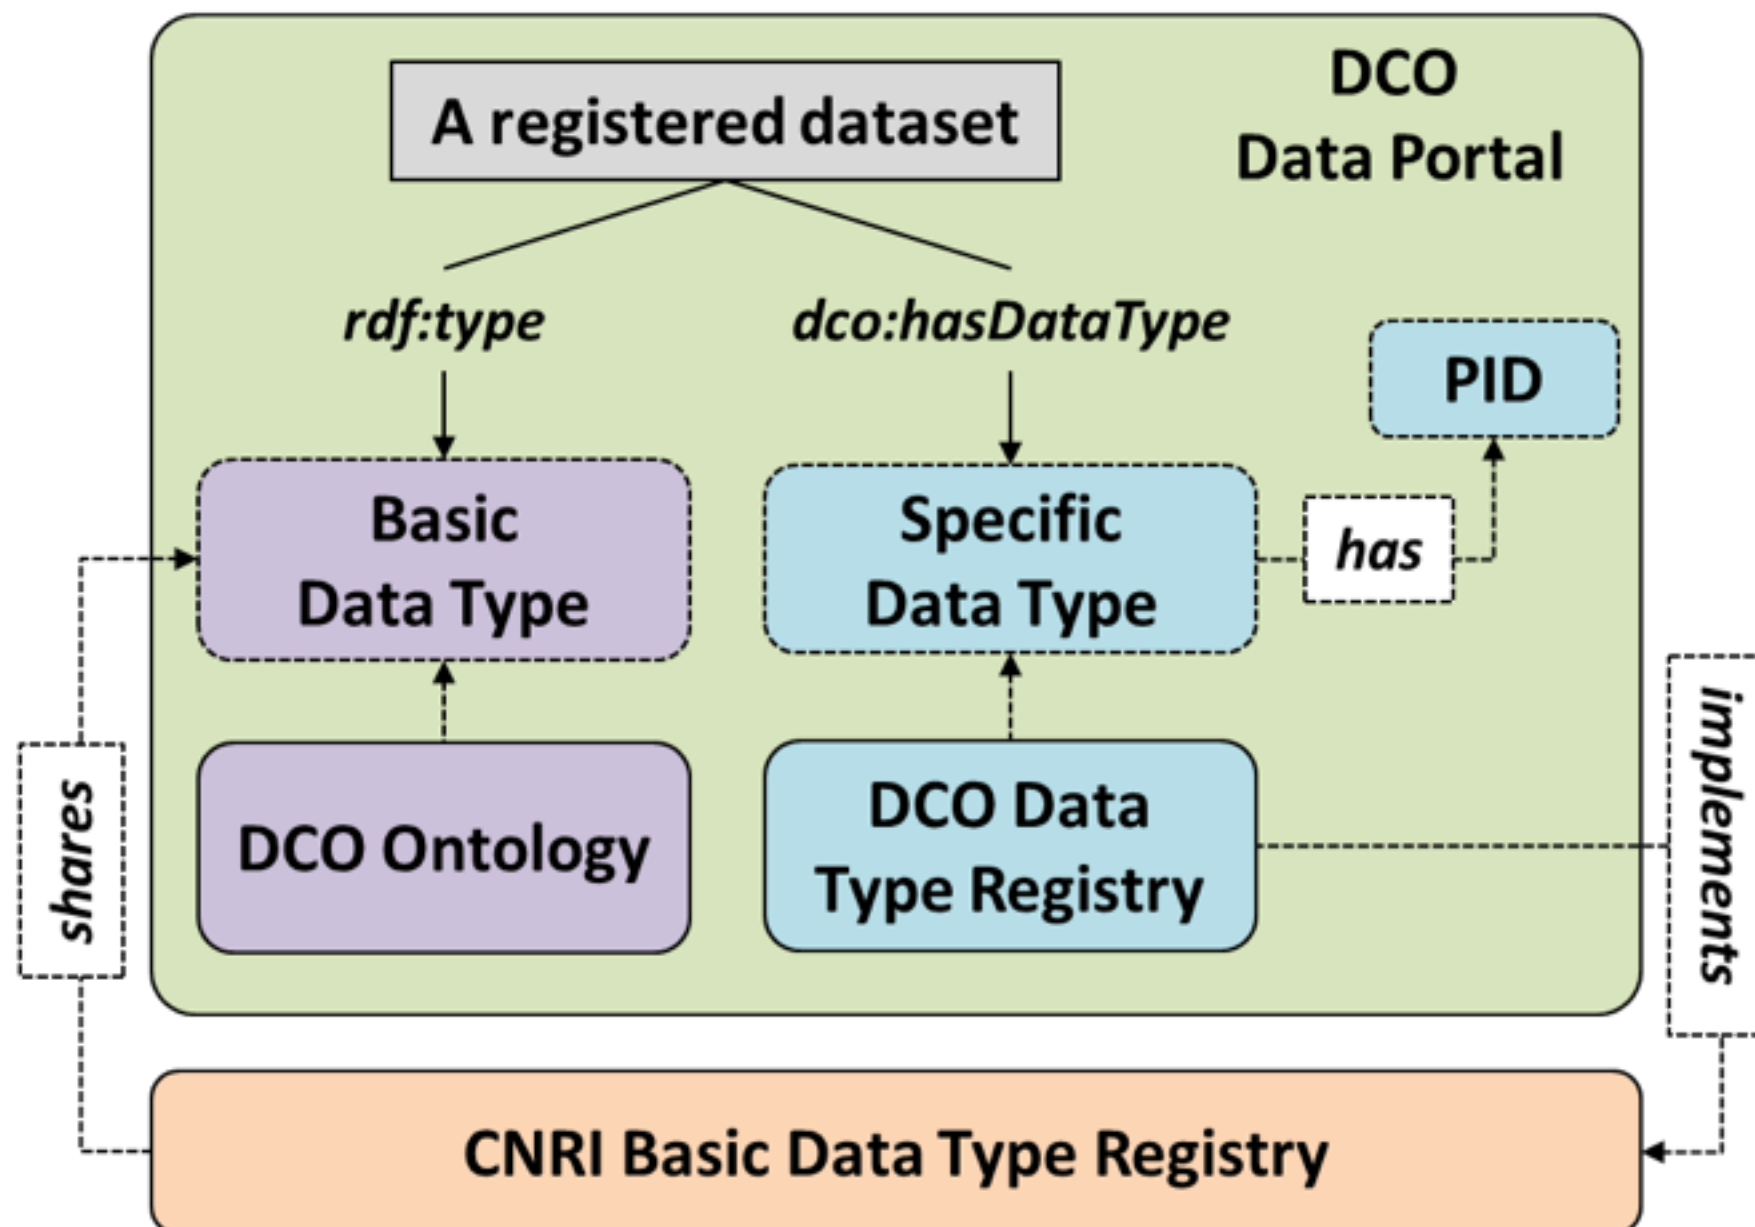 DCO
Data Portal
A registered dataset
rdf:type
dco:hasDataType
PID
Basic
Data Type
Specific
Data Type
has
shares
DCO Ontology
DCO Data
Type Registry
implements
CNRI Basic Data Type Registry